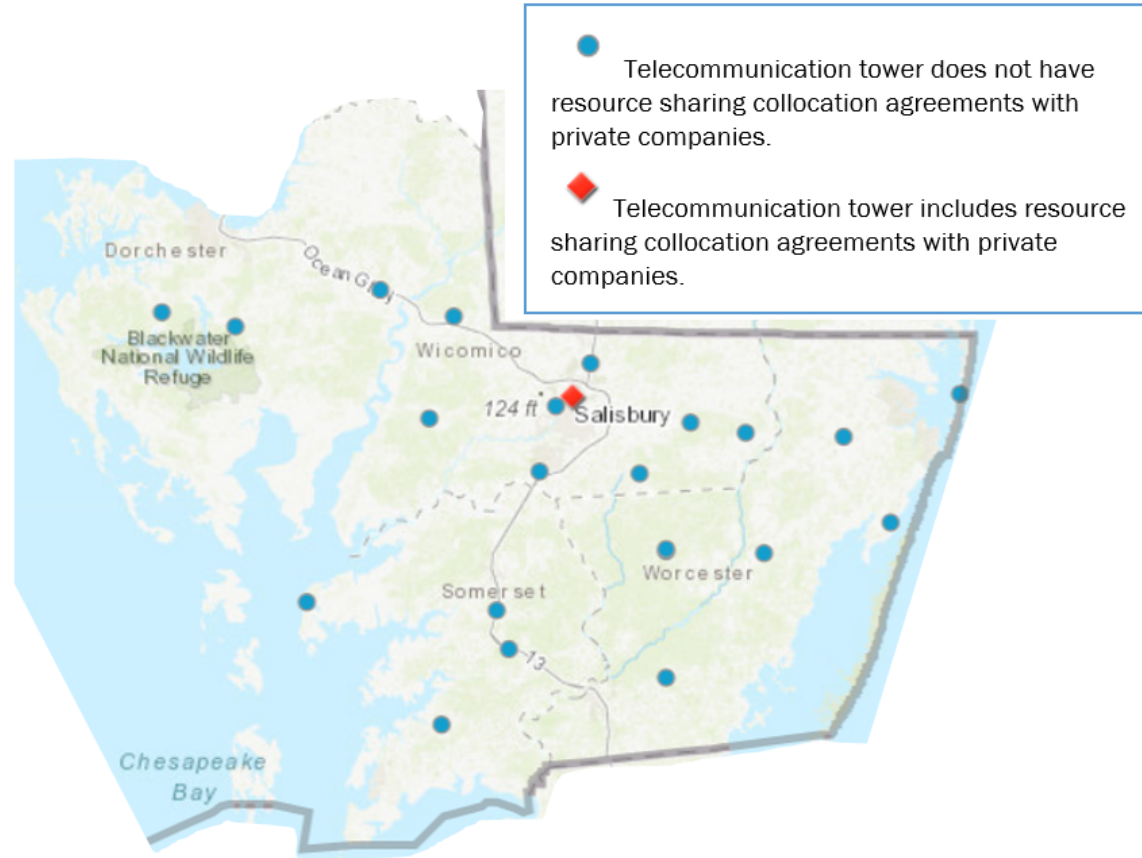 Telecommunication tower does not have
resource sharing collocation agreements with
private companies.
Telecommunication tower includes resource
sharing collocation agreements with private
companies.
Dorchester
Ocean Gtwy
Blackwater
National Wildlife
Refuge
Wicomico
124 ft
Salisbury
Worcester
Somerset
13
Chesapeake
Bay